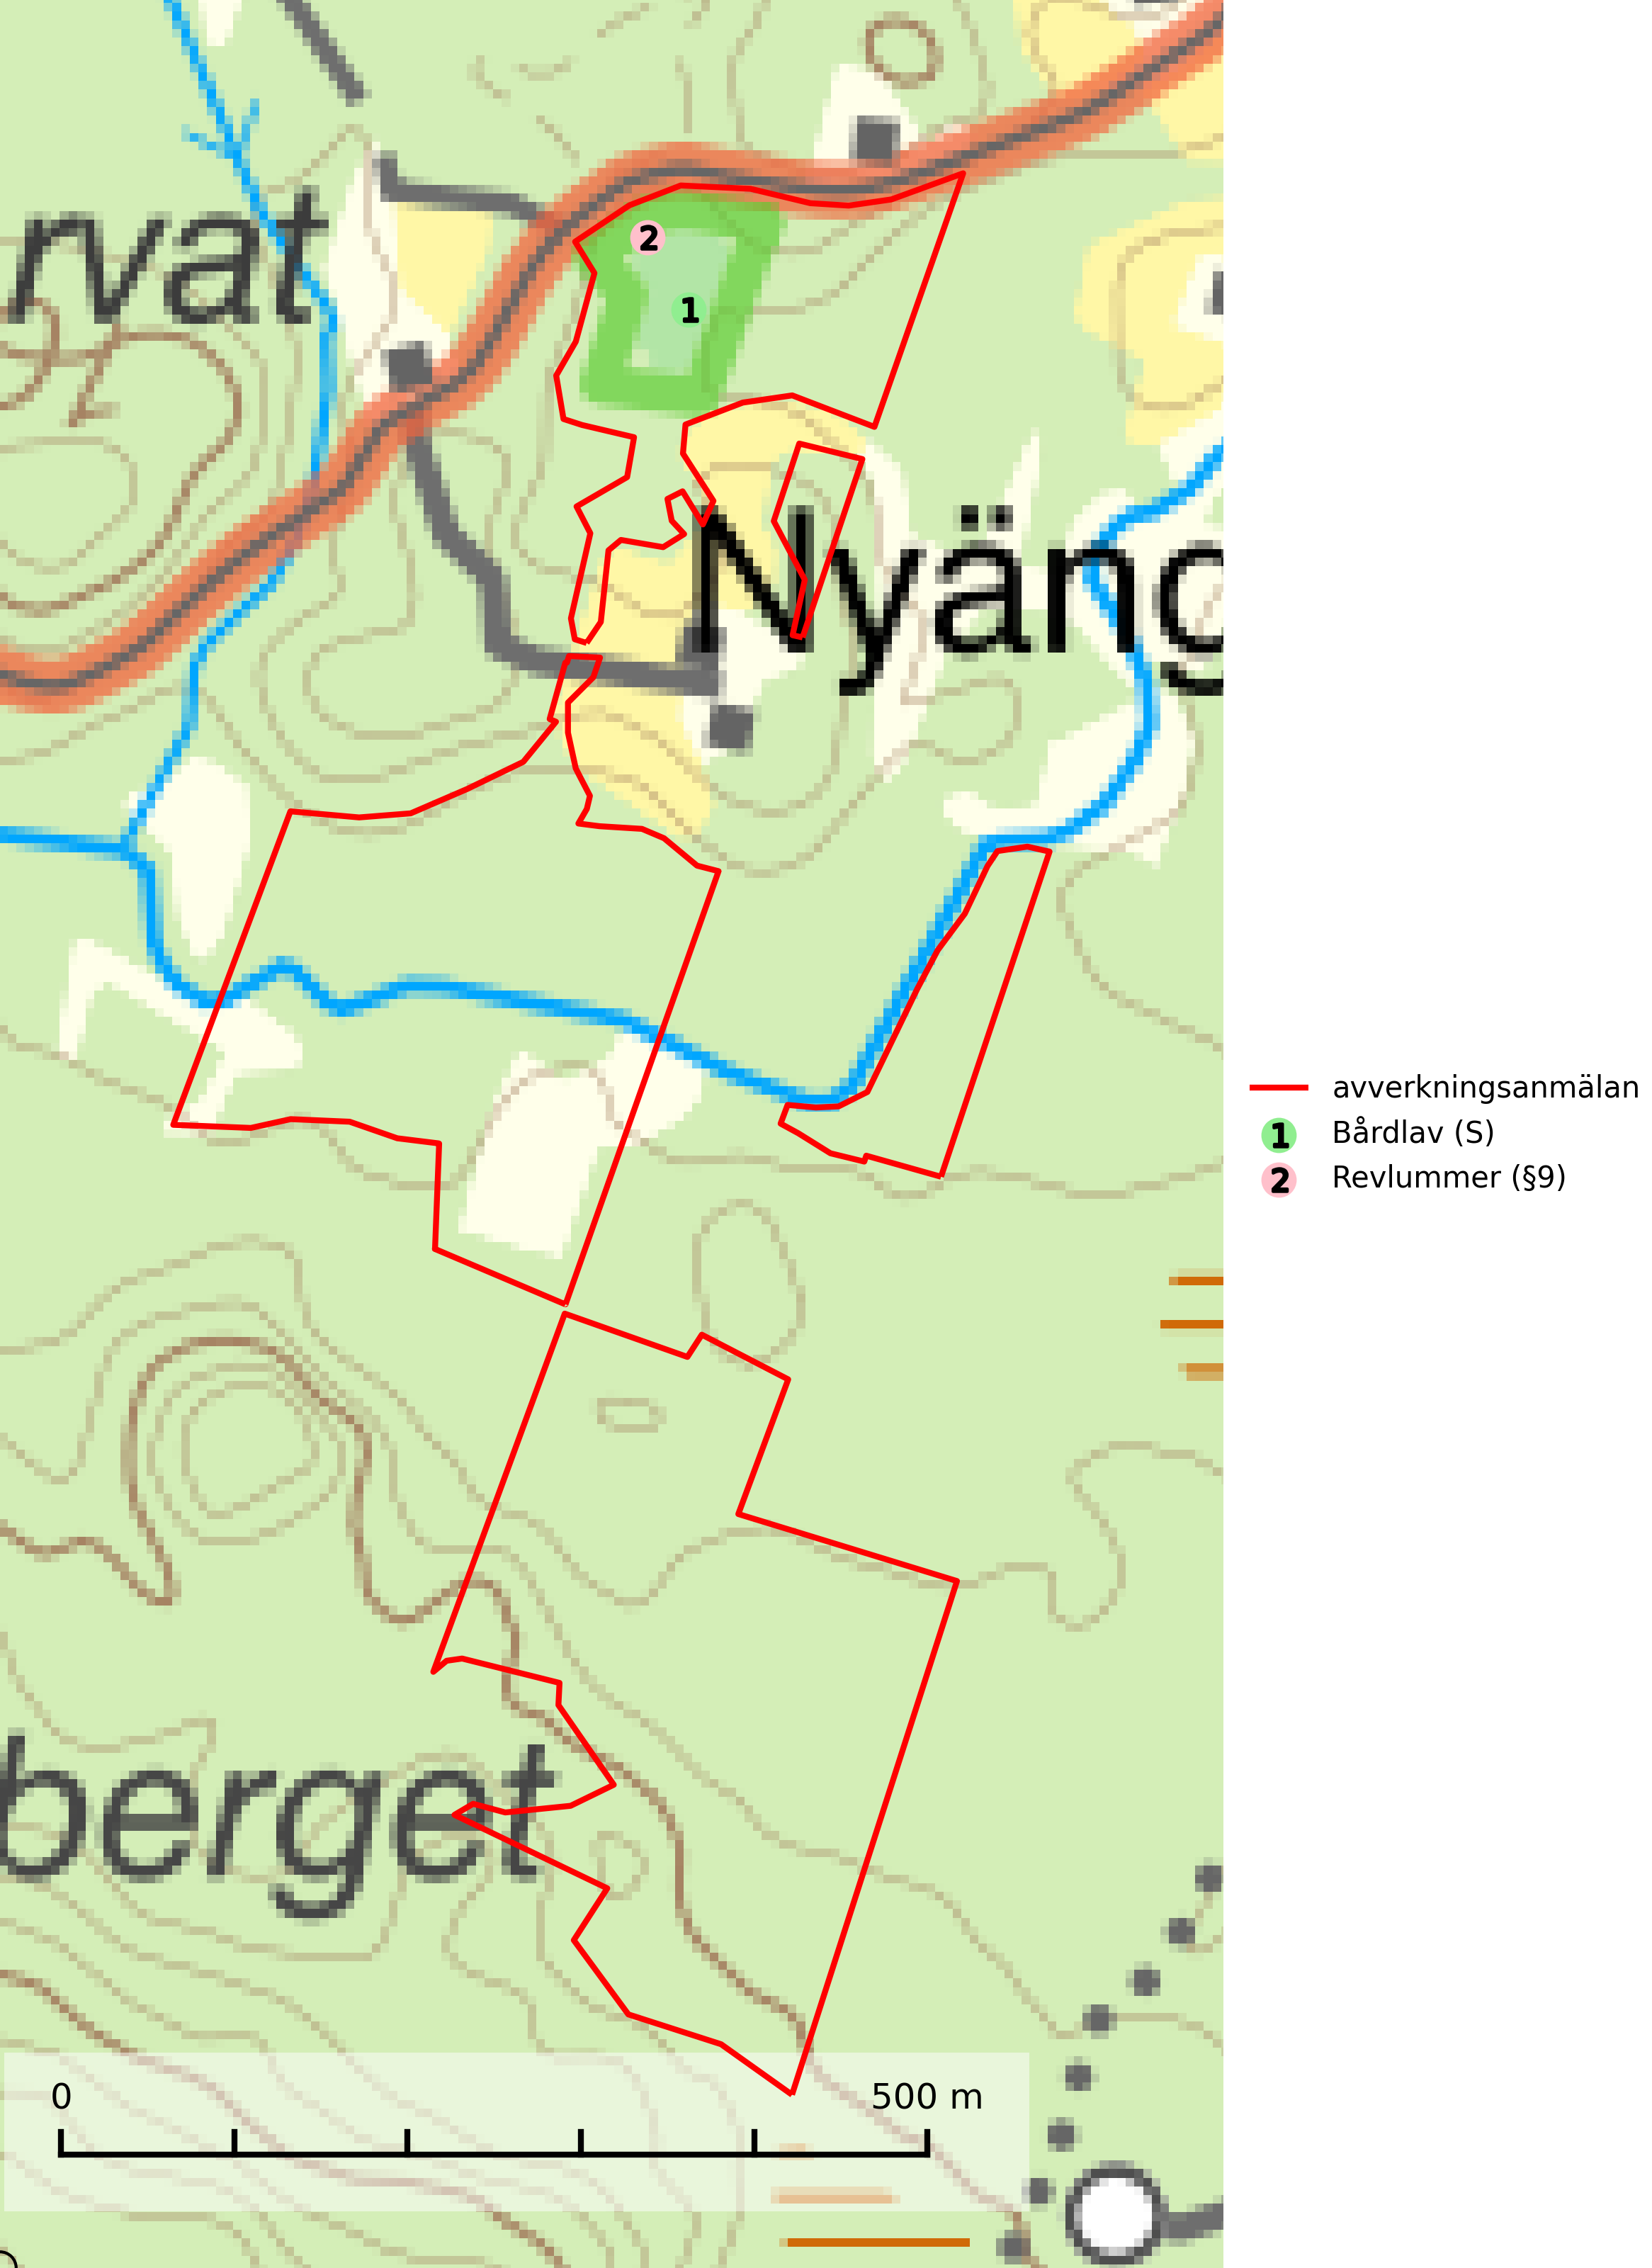 rvat
2
1
Nyäng
avverkningsanmälan
1 Bårdlav (S)
2 Revlummer (§9)
berget
0 500 m